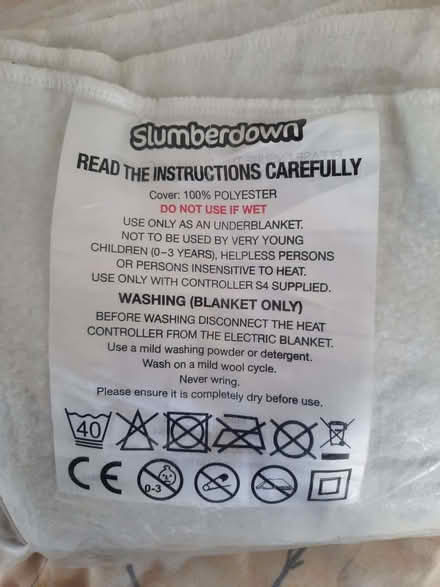 Slumberdown
READ THE INSTRUCTIONS CAREFULLY
Cover: 100% POLYESTER
DO NOT USE IF WET
USE ONLY AS AN UNDERBLANKET.
NOT TO BE USED BY VERY YOUNG
CHILDREN (0-3 YEARS), HELPLESS PERSONS
OR PERSONS INSENSITIVE TO HEAT.
USE ONLY WITH CONTROLLER S4 SUPPLIED.
WASHING (BLANKET ONLY)
BEFORE WASHING DISCONNECT THE HEAT
CONTROLLER FROM THE ELECTRIC BLANKET.
Use a mild washing powder or detergent.
Wash on a mild wool cycle.
Never wring.
Please ensure it is completely dry before use.
40
CE 0-3